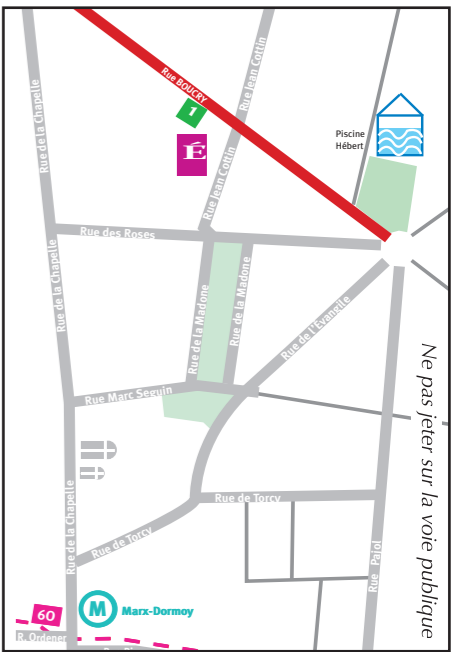 Rue BOUCRY
Rue Jean Cottin
1
É
Piscine
Hébert
Rue de la Chapelle
Rue Jean Cottin
Rue des Roses
Rue de la Chapelle
Rue de la Madone
Rue de la Madone
Rue de l'Evangile
Rue Marc Seguin
Ne pas jeter sur la voie publique
Rue de la Chapelle
Rue de Torcy
Rue de Torcy
Rue Pajol
60
M
Marx-Dormoy
R. Ordener